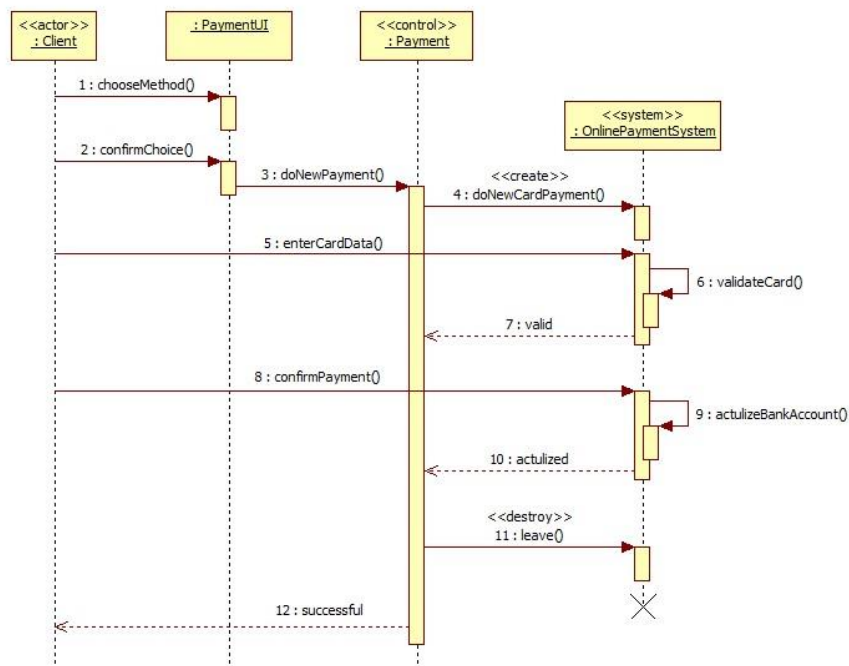 <<actor>>
: Client
: PaymentUI
<<control>>
: Payment
<<system>>
: OnlinePaymentSystem
1 : chooseMethod()
2 : confirmChoice()
3 : doNewPayment()
<<create>>
4 : doNewCardPayment()
5 : enterCardData()
6 : validateCard()
7 : valid
8 : confirmPayment()
9 : actulizeBankAccount()
10 : actulized
<<destroy>>
11 : leave()
12 : successful